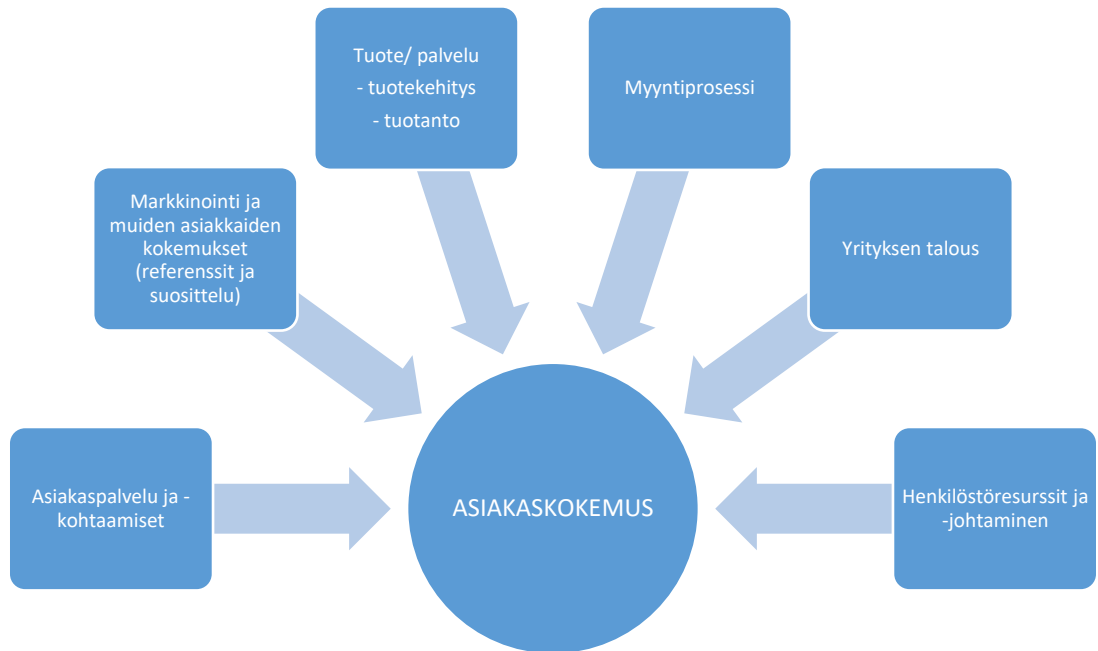 Tuote/ palvelu
- tuotekehitys
- tuotanto
Myyntiprosessi
Markkinointi ja
muiden asiakkaiden
kokemukset
(referenssit ja
suosittelu)
Yrityksen talous
Asiakaspalvelu ja -
kohtaamiset
ASIAKASKOKEMUS
Henkilöstöresurssit ja
-johtaminen